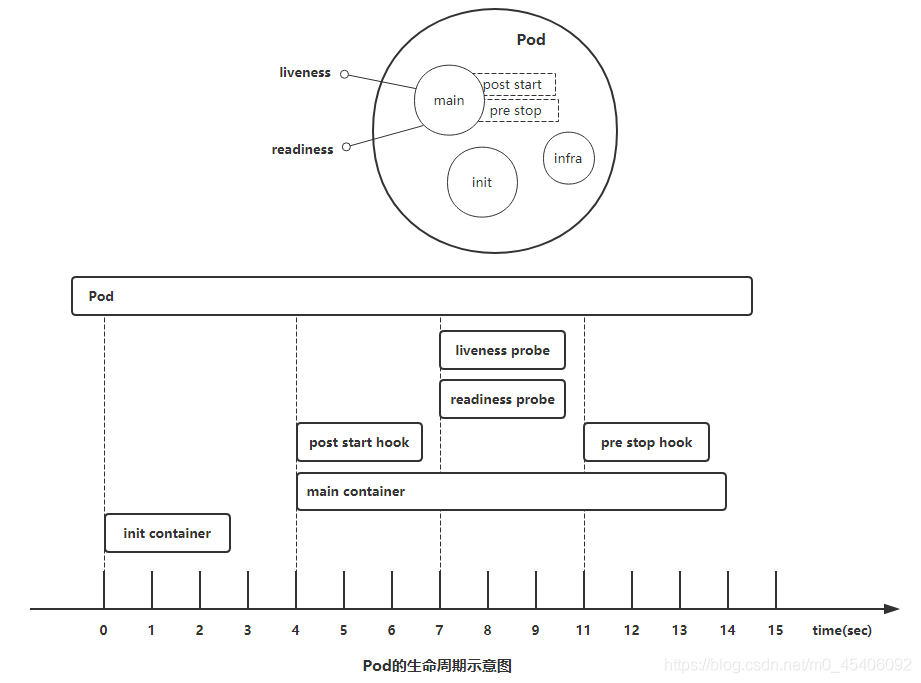 Pod
liveness
main
post start
pre stop
readiness
infra
init
Pod
liveness probe
readiness probe
post start hook
pre stop hook
main container
init container
0 1 2 3 4 5 6 7 8 9 11 12 13 14 15 time(sec)
Pod的生命周期示意图
https://blog.csdn.net/m0_45406092